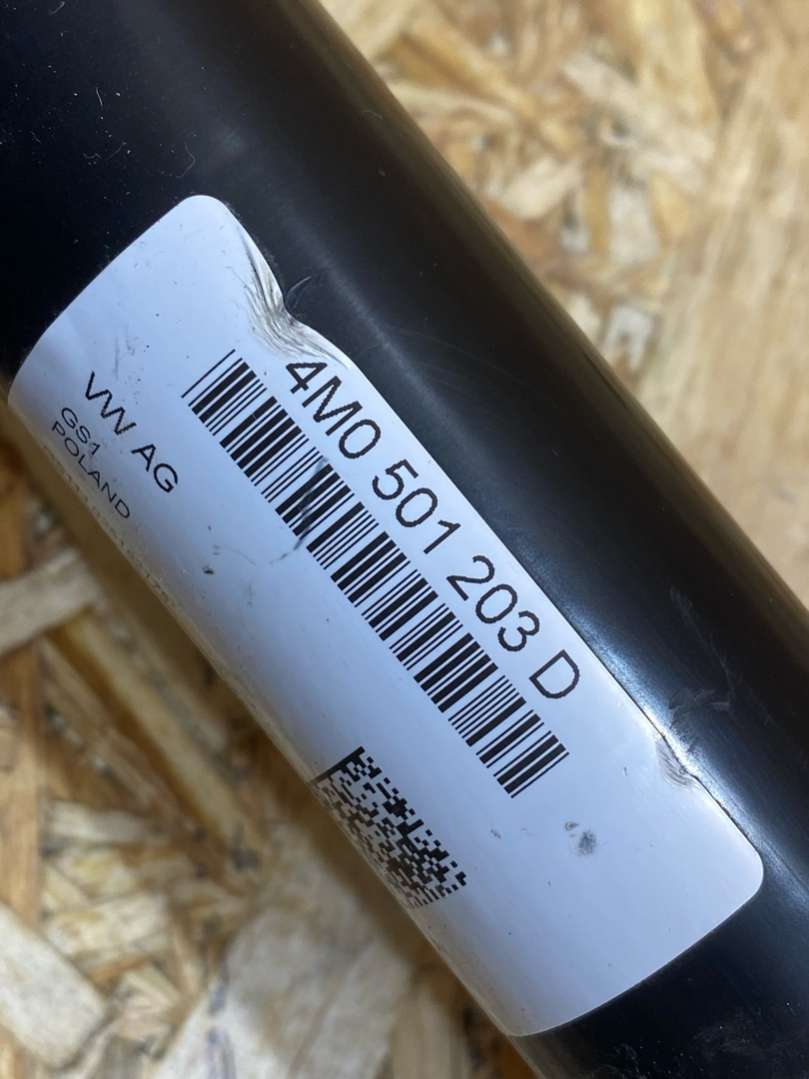 4M0 501 203 D
VW AG
GS1
POLAND